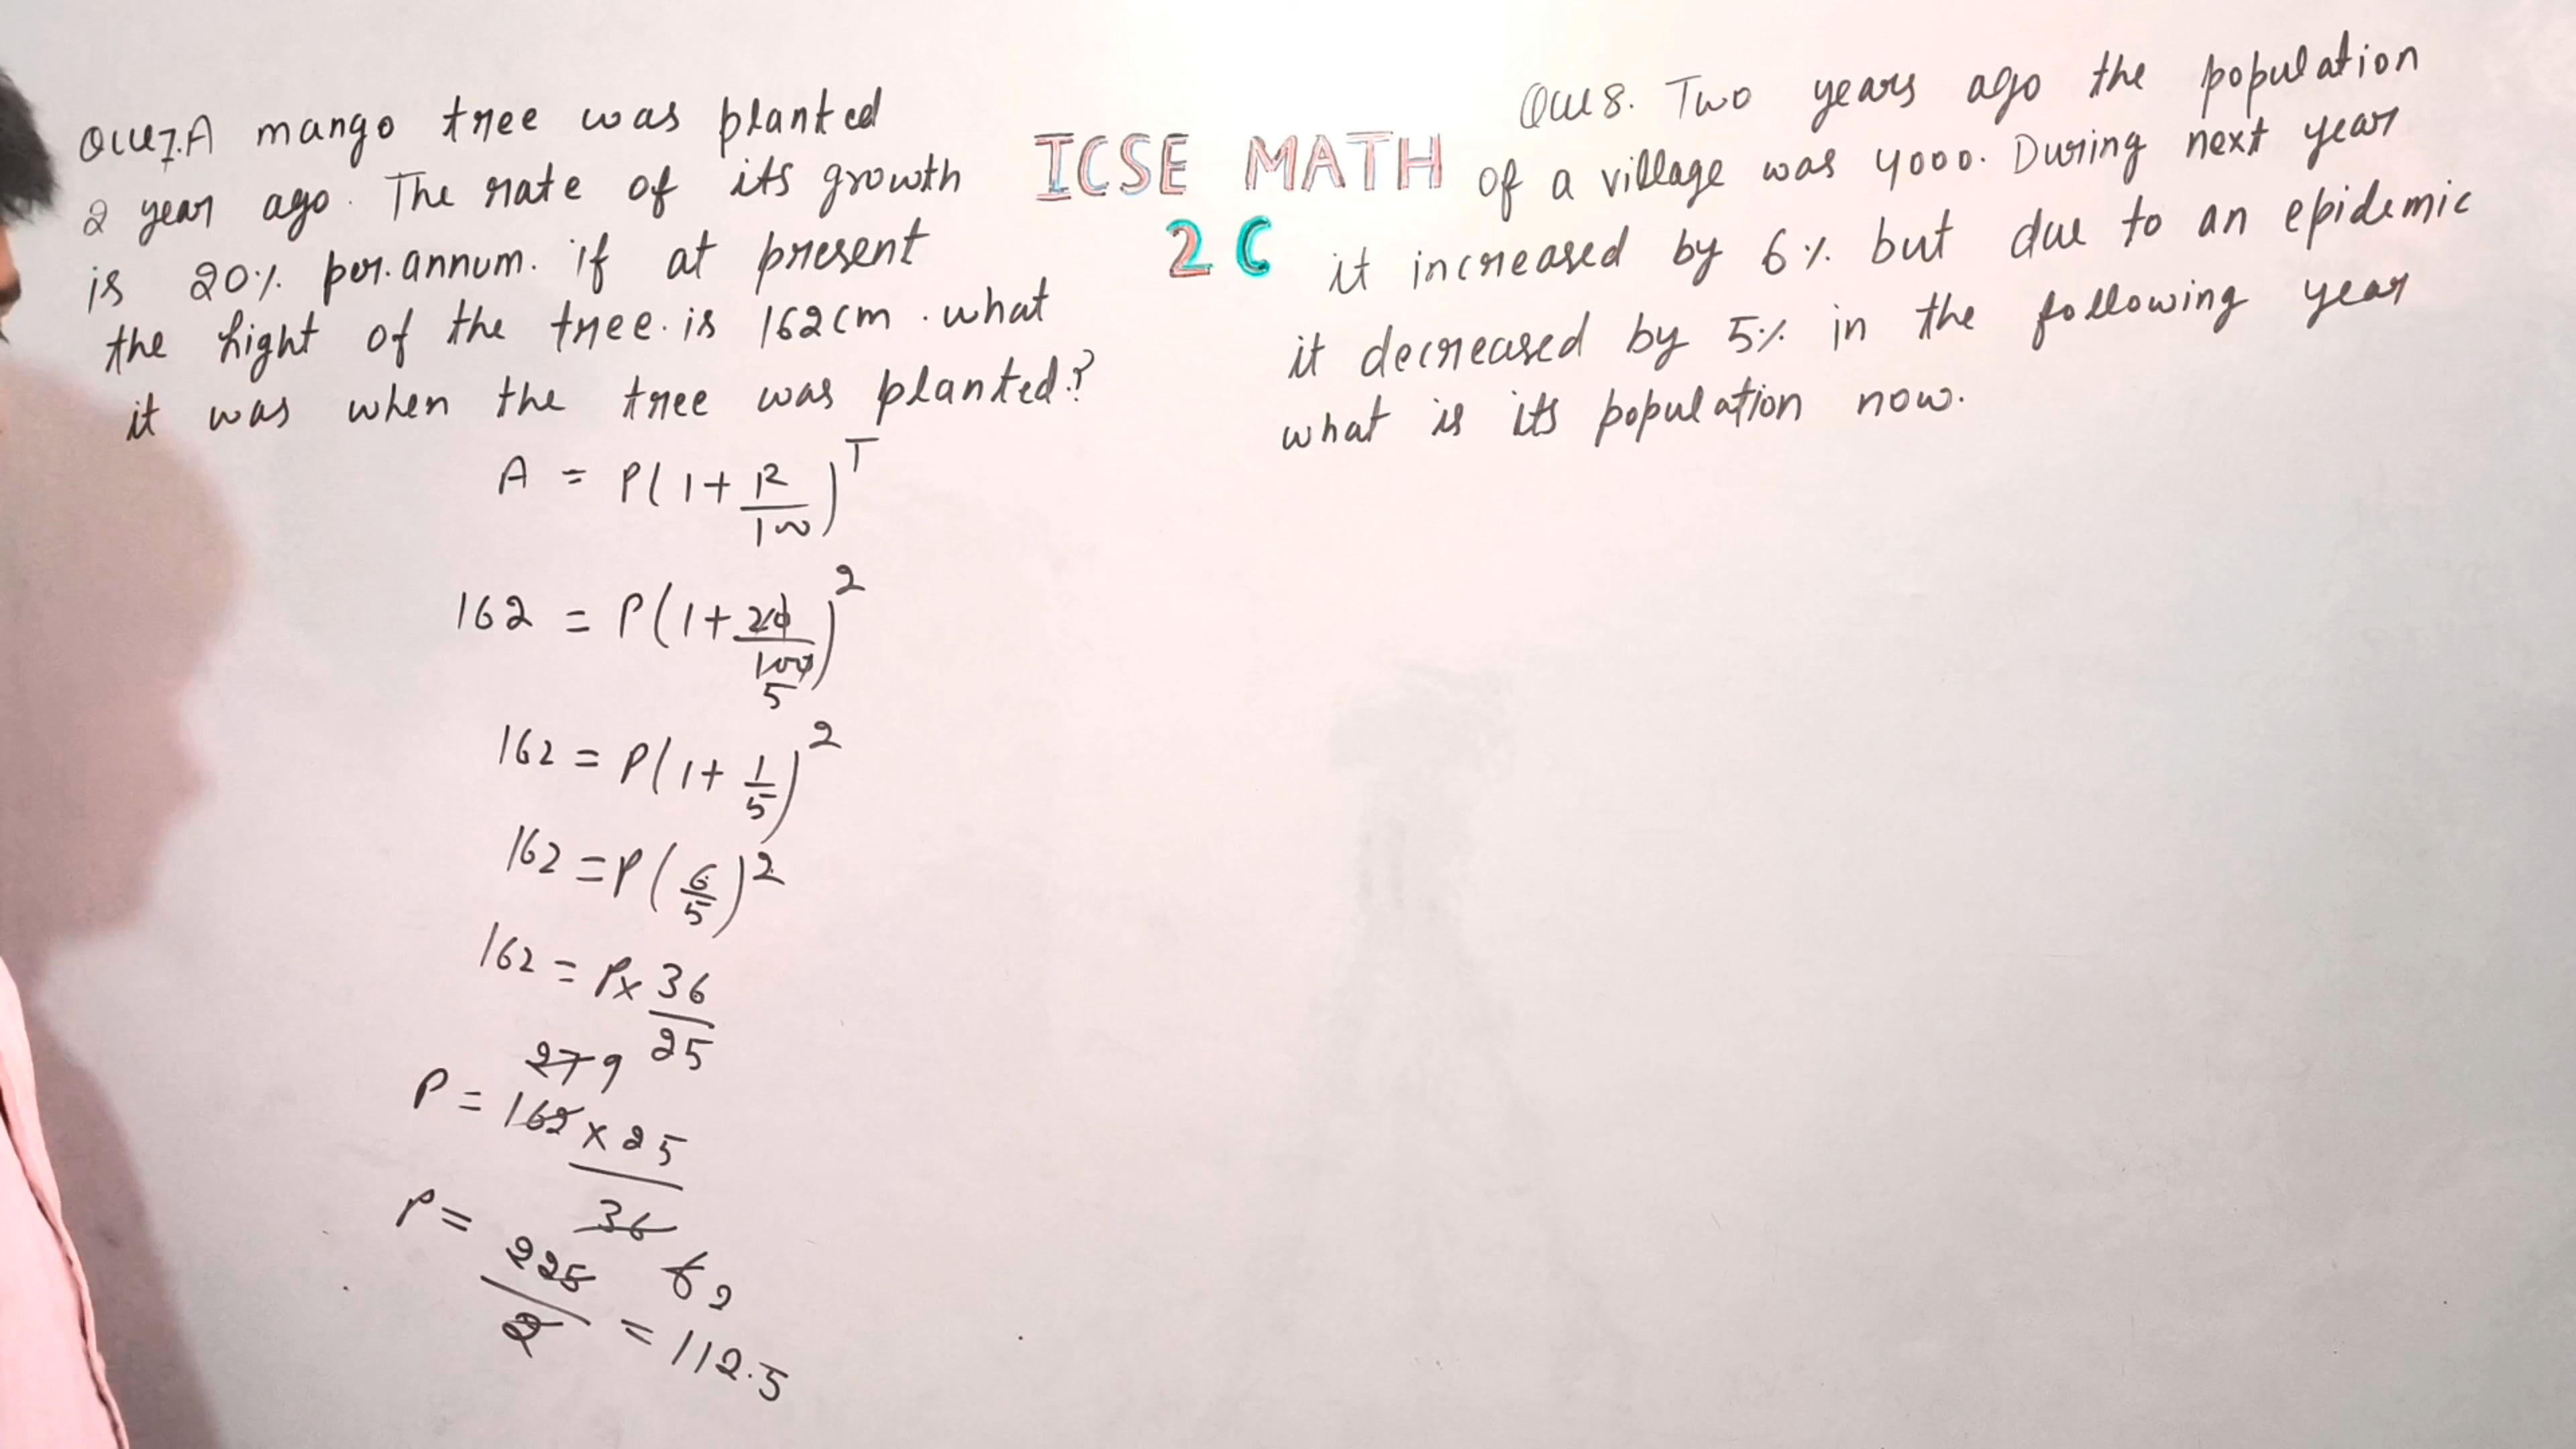 QUE7.A mango tree was planted
2 year ago. The rate of its growth
is 20% per.annum. if at present
the hight of the tree. is 162cm. what
it was when the tree was planted.?
A = P(1+R/100)^T
162 = P(1+20/100)^2
5
162 = P(1+1/5)^2
162 = P(6/5)^2
162 = P×36/25
27 9
P = 162×25/36
6 2
P = 225/2 = 112.5
ICSE MATH
2C
QUE8. Two years ago the population
of a village was 4000. During next year
it increased by 6% but due to an epidemic
it decreased by 5% in the following year
what is its population now.